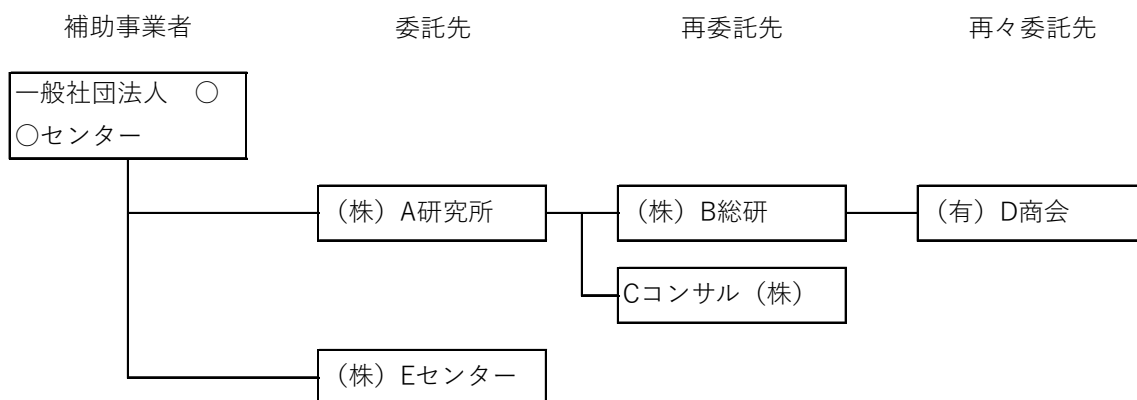 補助事業者　委託先　再委託先　再々委託先
一般社団法人　○
○センター
（株）A研究所　（株）B総研　（有）D商会
Cコンサル（株）
（株）Eセンター